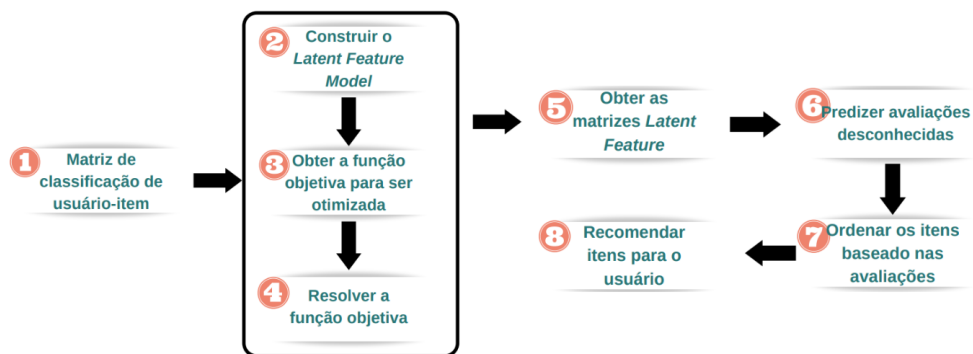 1
Matriz de
classificação de
usuário-item
2
Construir o
Latent Feature
Model
3
Obter a função
objetiva para ser
otimizada
4
Resolver a
função objetiva
5
Obter as
matrizes Latent
Feature
6
Predizer avaliações
desconhecidas
7
Ordenar os itens
baseado nas
avaliações
8
Recomendar
itens para o
usuário